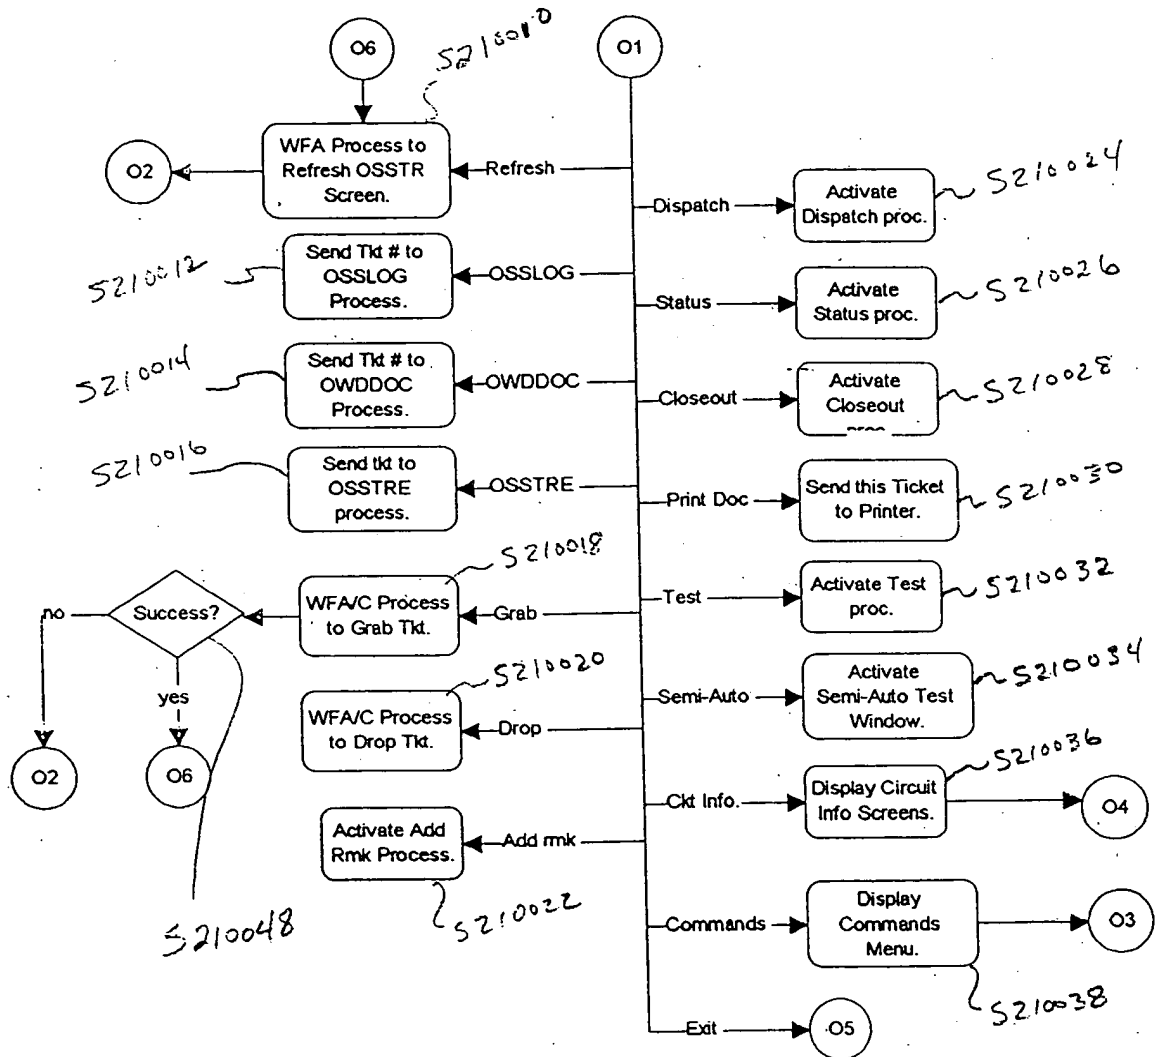 O6
O1
S210010
WFA Process to
Refresh OSSTR
Screen.
Refresh
O2
Dispatch
Activate
Dispatch proc.
S210024
S210012
Send Tkt # to
OSSLOG
Process.
OSSLOG
Status
Activate
Status proc.
S210026
S210014
Send Tkt # to
OWDDOC
Process.
OWDDOC
Closeout
Activate
Closeout
S210028
S210016
Send tkt to
OSSTRE
process.
OSSTRE
Print Doc
Send this Ticket
to Printer.
S210030
S210018
no
Success?
WFA/C Process
to Grab Tkt.
Grab
Test
Activate Test
proc.
S210032
yes
S210020
O2
O6
WFA/C Process
to Drop Tkt.
Drop
Semi-Auto
Activate
Semi-Auto Test
Window.
S210034
S210036
Ckt Info.
Display Circuit
Info Screens.
O4
Activate Add
Rmk Process.
Add rmk
S210022
S210048
Commands
Display
Commands
Menu.
O3
S210038
Exit
O5